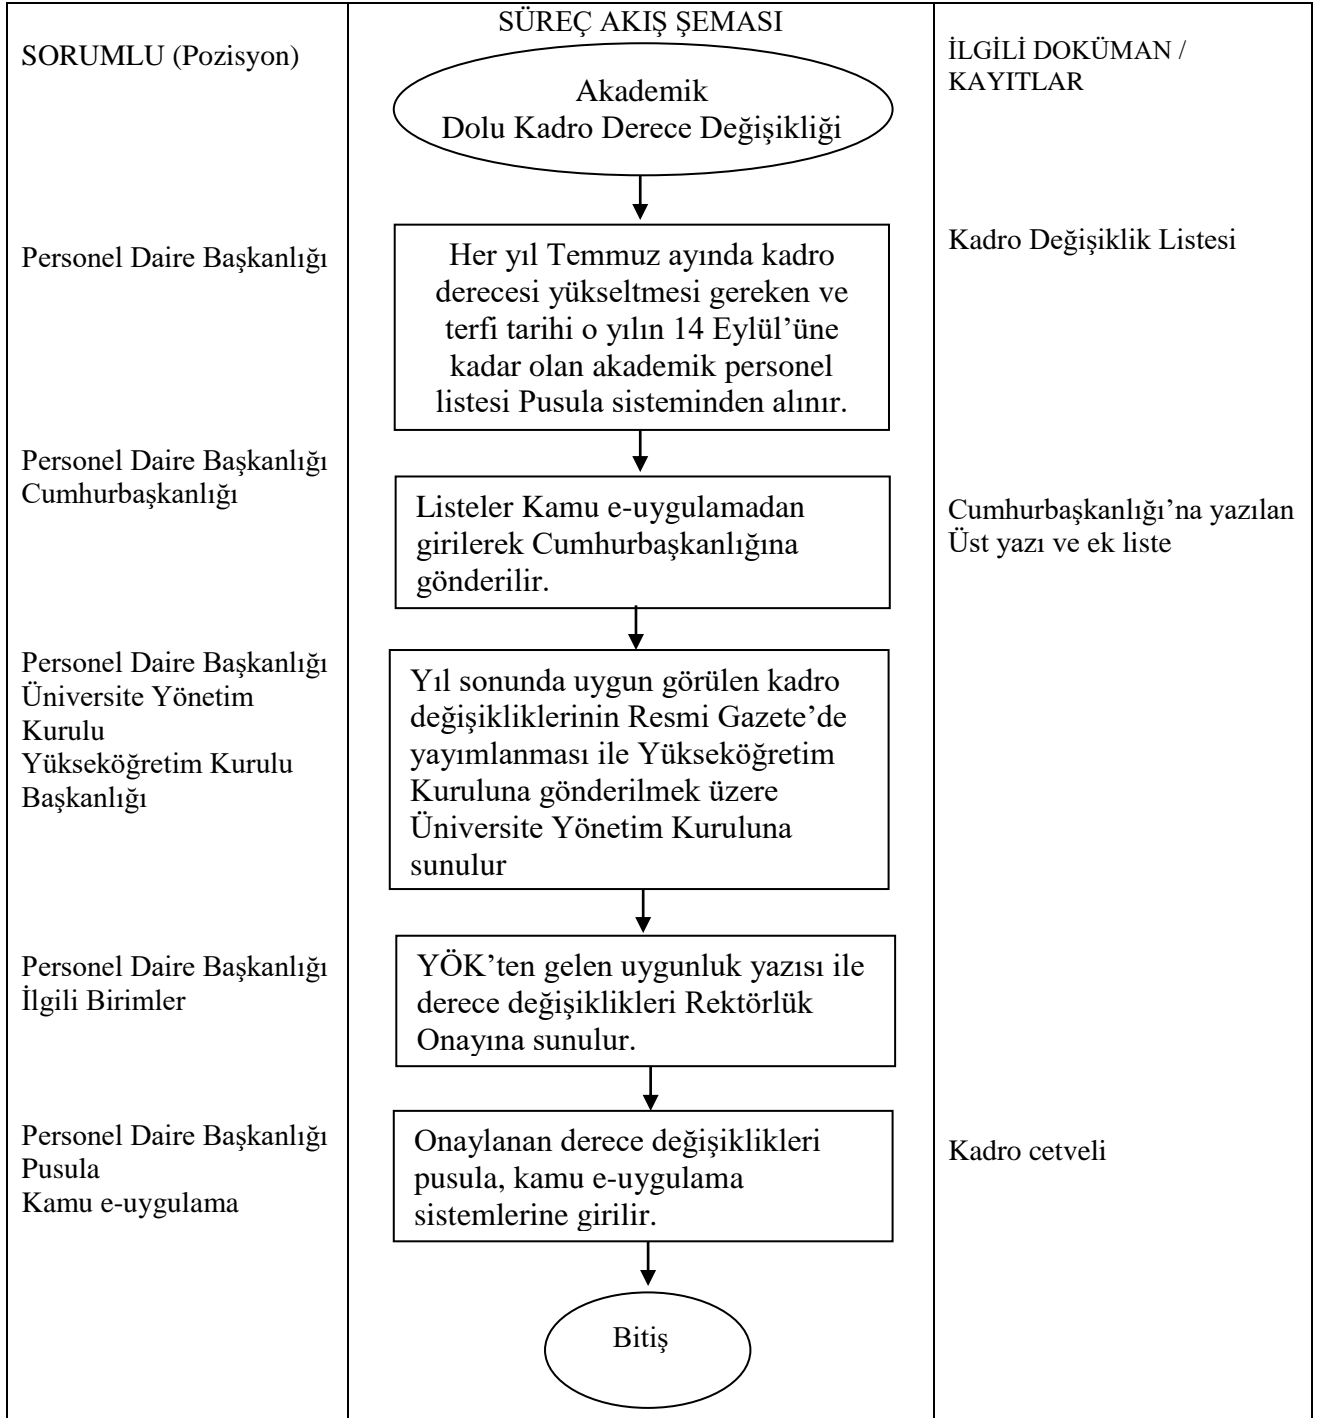 SÜREÇ AKIŞ ŞEMASI
SORUMLU (Pozisyon)
İLGİLİ DOKÜMAN /
KAYITLAR
Akademik
Dolu Kadro Derece Değişikliği
Personel Daire Başkanlığı
Her yıl Temmuz ayında kadro
derecesi yükseltmesi gereken ve
terfi tarihi o yılın 14 Eylül’üne
kadar olan akademik personel
listesi Pusula sisteminden alınır.
Kadro Değişiklik Listesi
Personel Daire Başkanlığı
Cumhurbaşkanlığı
Listeler Kamu e-uygulamadan
girilerek Cumhurbaşkanlığına
gönderilir.
Cumhurbaşkanlığı’na yazılan
Üst yazı ve ek liste
Personel Daire Başkanlığı
Üniversite Yönetim
Kurulu
Yükseköğretim Kurulu
Başkanlığı
Yıl sonunda uygun görülen kadro
değişikliklerinin Resmi Gazete’de
yayımlanması ile Yükseköğretim
Kuruluna gönderilmek üzere
Üniversite Yönetim Kuruluna
sunulur
Personel Daire Başkanlığı
İlgili Birimler
YÖK’ten gelen uygunluk yazısı ile
derece değişiklikleri Rektörlük
Onayına sunulur.
Personel Daire Başkanlığı
Pusula
Kamu e-uygulama
Onaylanan derece değişiklikleri
pusula, kamu e-uygulama
sistemlerine girilir.
Kadro cetveli
Bitiş